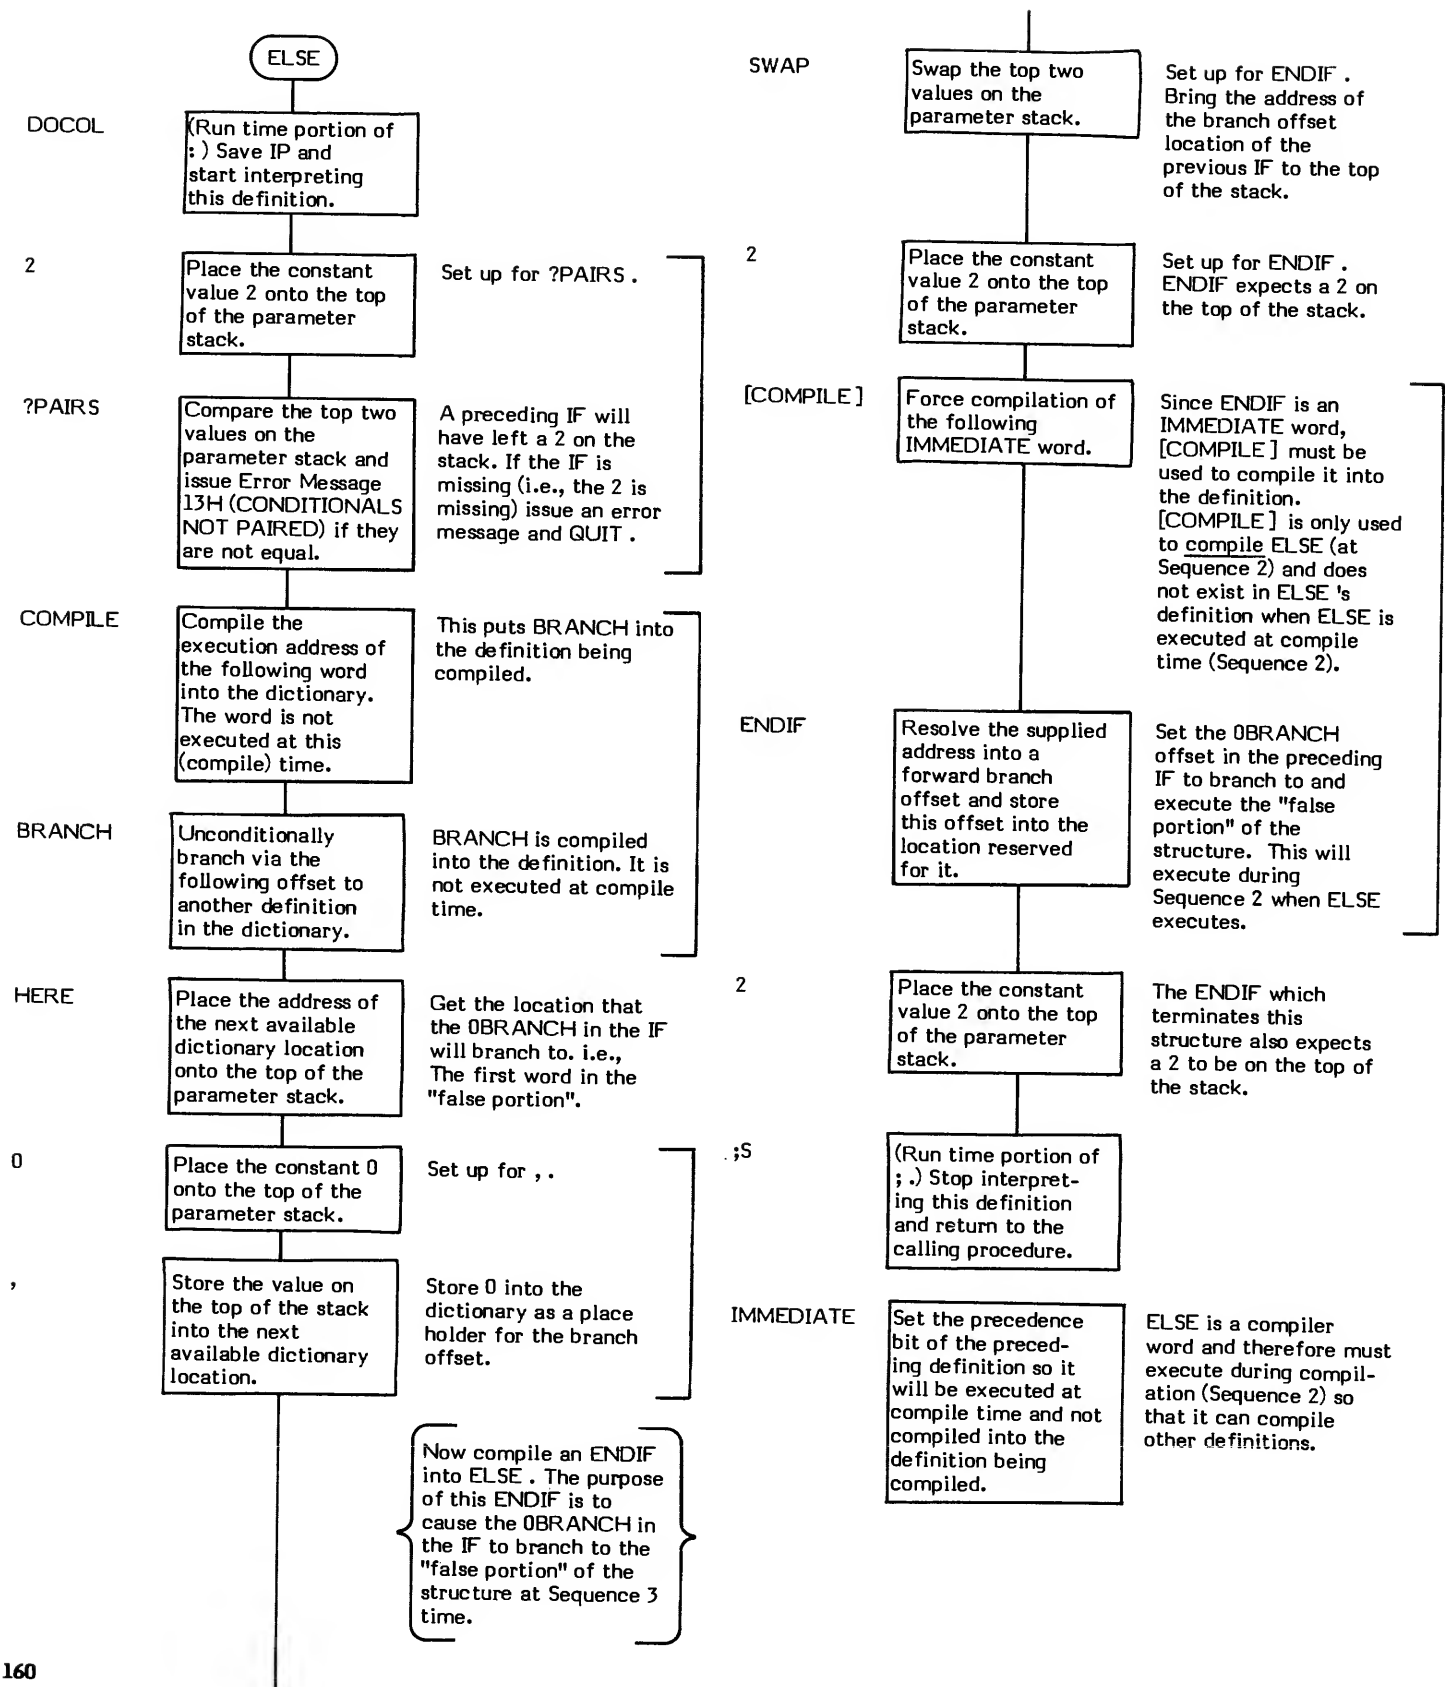 ELSE
DOCOL
(Run time portion of
: ) Save IP and
start interpreting
this definition.
2
Place the constant
value 2 onto the top
of the parameter
stack.
Set up for ?PAIRS .
?PAIRS
Compare the top two
values on the
parameter stack and
issue Error Message
13H (CONDITIONALS
NOT PAIRED) if they
are not equal.
A preceding IF will
have left a 2 on the
stack. If the IF is
missing (i.e., the 2 is
missing) issue an error
message and QUIT .
COMPILE
Compile the
execution address of
the following word
into the dictionary.
The word is not
executed at this
(compile) time.
This puts BRANCH into
the definition being
compiled.
BRANCH
Unconditionally
branch via the
following offset to
another definition
in the dictionary.
BRANCH is compiled
into the definition. It is
not executed at compile
time.
HERE
Place the address of
the next available
dictionary location
onto the top of the
parameter stack.
Get the location that
the 0BRANCH in the IF
will branch to. i.e.,
The first word in the
"false portion".
0
Place the constant 0
onto the top of the
parameter stack.
Set up for , .
,
Store the value on
the top of the stack
into the next
available dictionary
location.
Store 0 into the
dictionary as a place
holder for the branch
offset.
Now compile an ENDIF
into ELSE . The purpose
of this ENDIF is to
cause the 0BRANCH in
the IF to branch to the
"false portion" of the
structure at Sequence 3
time.
160
SWAP
Swap the top two
values on the
parameter stack.
Set up for ENDIF .
Bring the address of
the branch offset
location of the
previous IF to the top
of the stack.
2
Place the constant
value 2 onto the top
of the parameter
stack.
Set up for ENDIF .
ENDIF expects a 2 on
the top of the stack.
[COMPILE]
Force compilation of
the following
IMMEDIATE word.
Since ENDIF is an
IMMEDIATE word,
[COMPILE] must be
used to compile it into
the definition.
[COMPILE] is only used
to compile ELSE (at
Sequence 2) and does
not exist in ELSE 's
definition when ELSE is
executed at compile
time (Sequence 2).
ENDIF
Resolve the supplied
address into a
forward branch
offset and store
this offset into the
location reserved
for it.
Set the 0BRANCH
offset in the preceding
IF to branch to and
execute the "false
portion" of the
structure. This will
execute during
Sequence 2 when ELSE
executes.
2
Place the constant
value 2 onto the top
of the parameter
stack.
The ENDIF which
terminates this
structure also expects
a 2 to be on the top of
the stack.
;S
(Run time portion of
; .) Stop interpret-
ing this definition
and return to the
calling procedure.
IMMEDIATE
Set the precedence
bit of the preced-
ing definition so it
will be executed at
compile time and not
compiled into the
definition being
compiled.
ELSE is a compiler
word and therefore must
execute during compil-
ation (Sequence 2) so
that it can compile
other definitions.